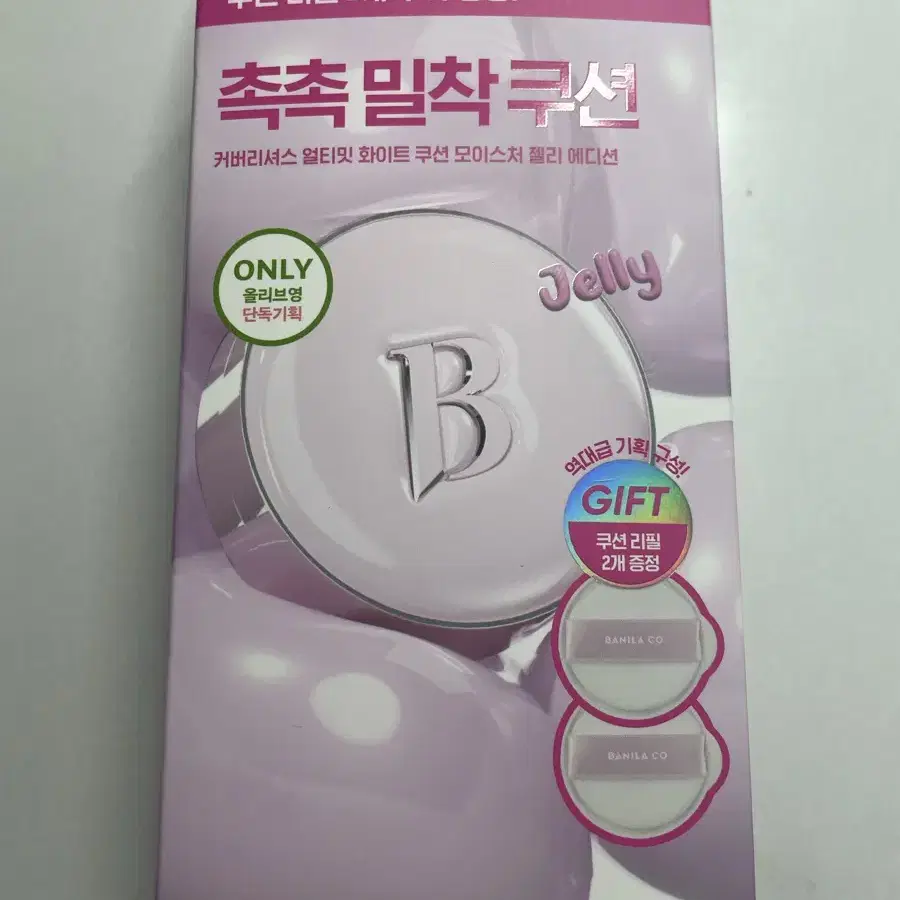 촉촉 밀착 쿠션
커버리셔스 얼티밋 화이트 쿠션 모이스처 젤리 에디션
ONLY
올리브영
단독기획
Jelly
B
역대급 기획 구성!
GIFT
쿠션 리필
2개 증정
BANILA CO
BANILA CO